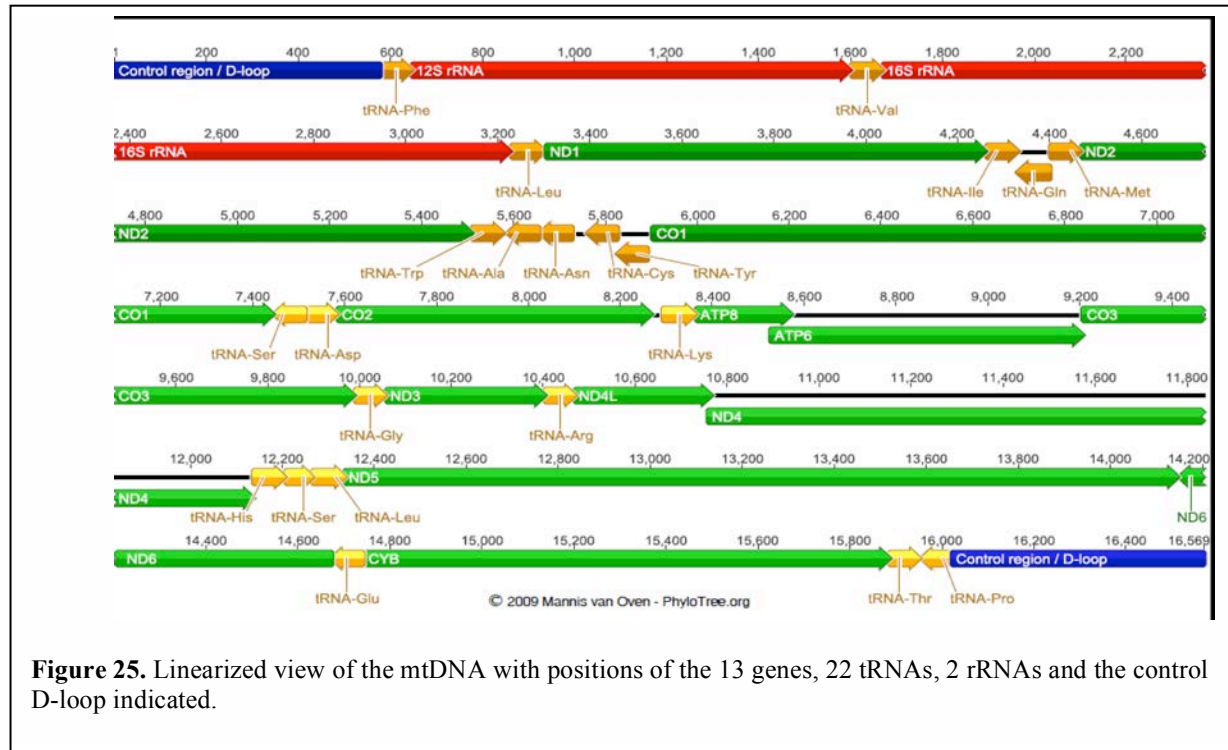 1 200 400 600 800 1,000 1,200 1,400 1,600 1,800 2,000 2,200
Control region / D-loop 12S rRNA 16S rRNA
tRNA-Phe tRNA-Val
2,400 2,600 2,800 3,000 3,200 3,400 3,600 3,800 4,000 4,200 4,400 4,600
16S rRNA ND1 ND2
tRNA-Leu tRNA-Ile tRNA-Gln tRNA-Met
4,800 5,000 5,200 5,400 5,600 5,800 6,000 6,200 6,400 6,600 6,800 7,000
ND2 CO1
tRNA-Trp tRNA-Ala tRNA-Asn tRNA-Cys tRNA-Tyr
7,200 7,400 7,600 7,800 8,000 8,200 8,400 8,600 8,800 9,000 9,200 9,400
CO1 CO2 ATP8 CO3
ATP6
tRNA-Ser tRNA-Asp tRNA-Lys
9,600 9,800 10,000 10,200 10,400 10,600 10,800 11,000 11,200 11,400 11,600 11,800
CO3 ND3 ND4L
ND4
tRNA-Gly tRNA-Arg
12,000 12,200 12,400 12,600 12,800 13,000 13,200 13,400 13,600 13,800 14,000 14,200
ND5
ND4
tRNA-His tRNA-Ser tRNA-Leu ND6
14,400 14,600 14,800 15,000 15,200 15,400 15,600 15,800 16,000 16,200 16,400 16,569
ND6 CYB Control region / D-loop
tRNA-Glu tRNA-Thr tRNA-Pro
© 2009 Mannis van Oven - PhyloTree.org
Figure 25. Linearized view of the mtDNA with positions of the 13 genes, 22 tRNAs, 2 rRNAs and the control
D-loop indicated.